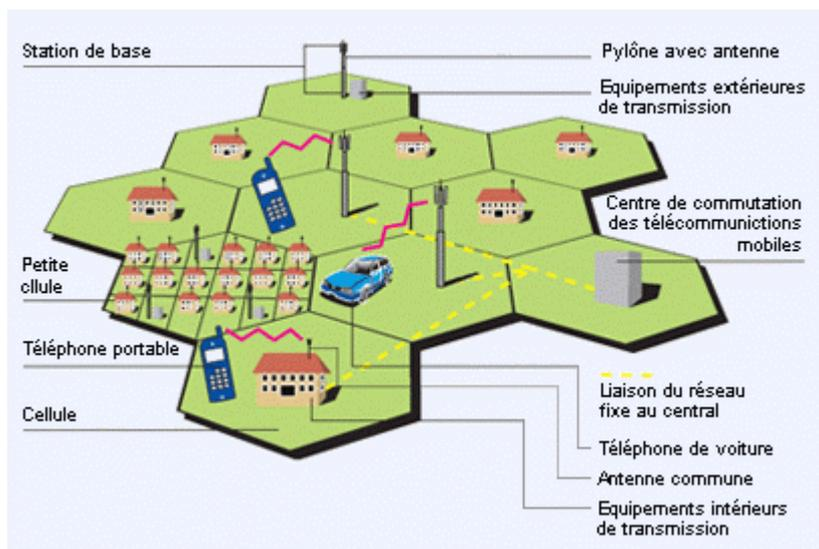 Station de base
Pylône avec antenne
Equipements extérieures
de transmission
Centre de commutation
des télécommunictions
mobiles
Petite
cllule
Téléphone portable
Liaison du réseau
fixe au central
Cellule
Téléphone de voiture
Antenne commune
Equipements intérieurs
de transmission